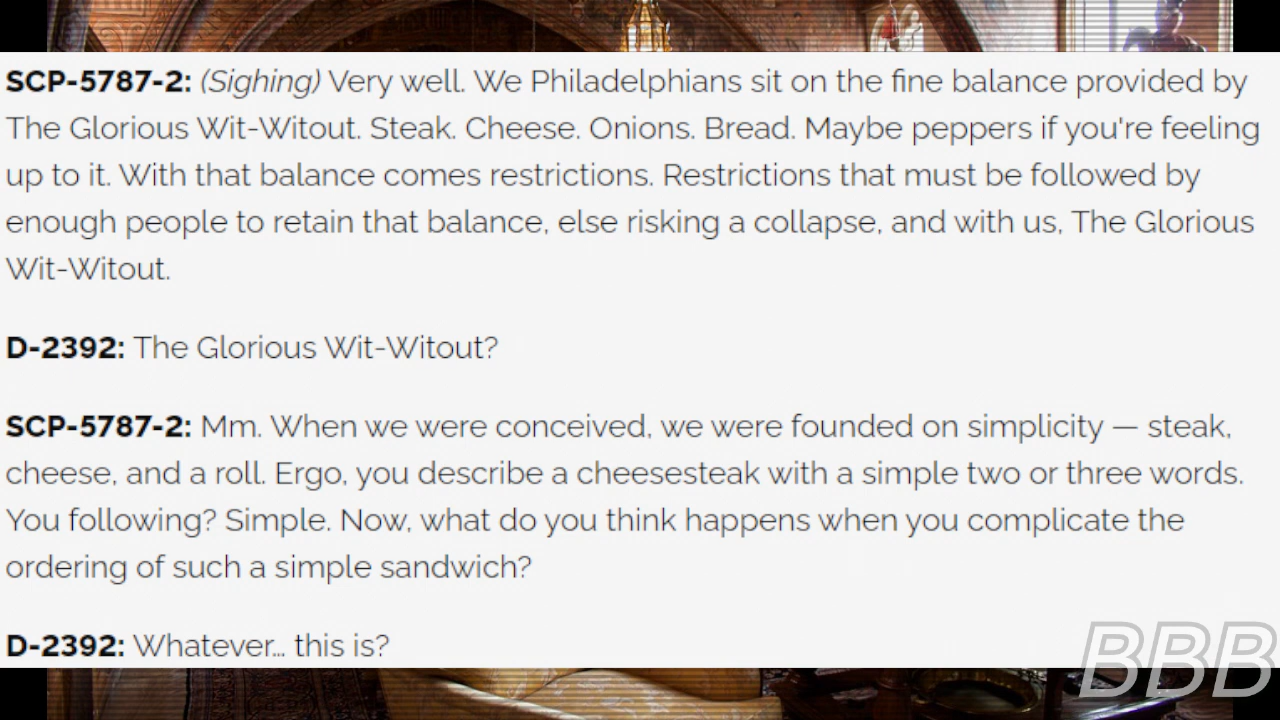 SCP-5787-2: (Sighing) Very well. We Philadelphians sit on the fine balance provided by
The Glorious Wit-Witout. Steak. Cheese. Onions. Bread. Maybe peppers if you're feeling
up to it. With that balance comes restrictions. Restrictions that must be followed by
enough people to retain that balance, else risking a collapse, and with us, The Glorious
Wit-Witout.
D-2392: The Glorious Wit-Witout?
SCP-5787-2: Mm. When we were conceived, we were founded on simplicity — steak,
cheese, and a roll. Ergo, you describe a cheesesteak with a simple two or three words.
You following? Simple. Now, what do you think happens when you complicate the
ordering of such a simple sandwich?
D-2392: Whatever... this is?
BBB